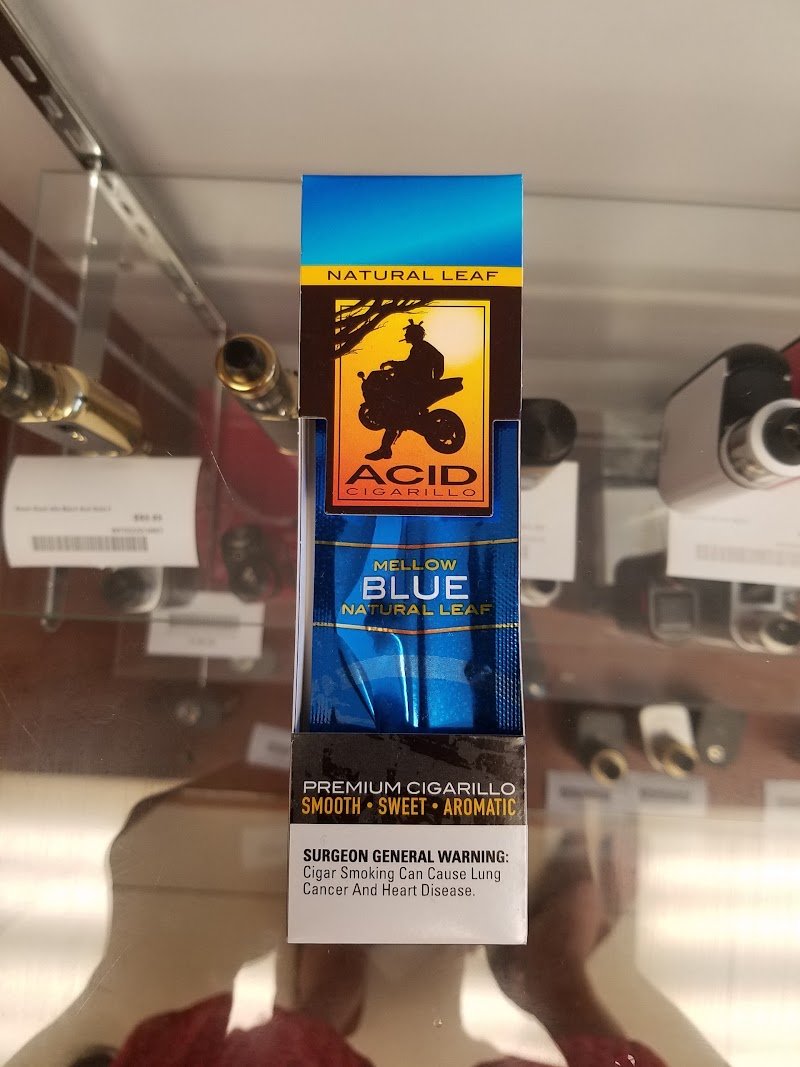 NATURAL LEAF
ACID
CIGARILLO
MELLOW
BLUE
NATURAL LEAF
PREMIUM CIGARILLO
SMOOTH • SWEET • AROMATIC
SURGEON GENERAL WARNING:
Cigar Smoking Can Cause Lung
Cancer And Heart Disease.